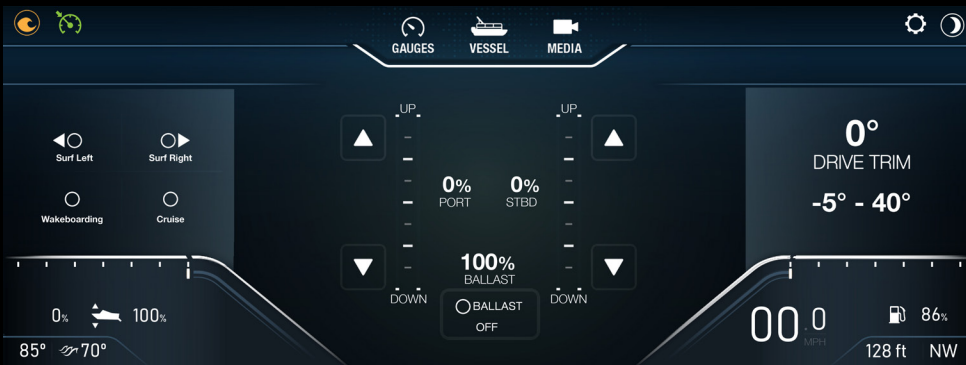 GAUGES VESSEL MEDIA
Surf Left Surf Right
Wakeboarding Cruise
UP UP
0% PORT 0% STBD
100%
BALLAST
DOWN DOWN
BALLAST
OFF
0°
DRIVE TRIM
-5° - 40°
0% 100%
85° 70°
00.0
MPH
86%
128 ft NW